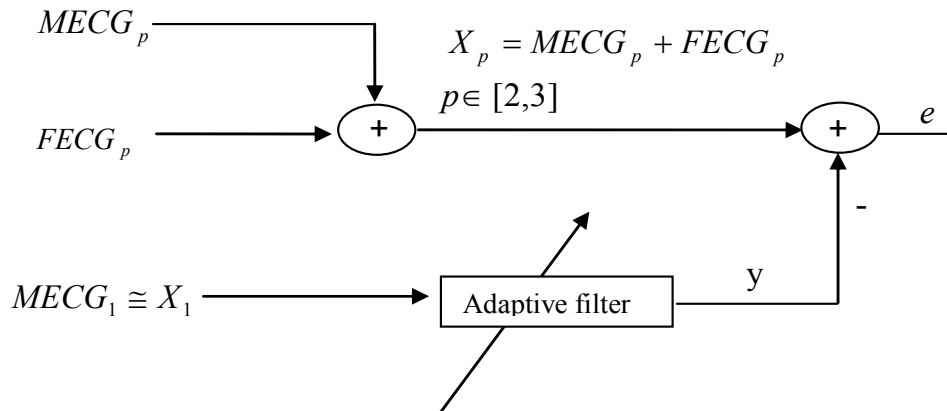 MECG_p
X_p = MECG_p + FECG_p
p ∈ [2,3]
+
+
e
FECG_p
-
MECG_1 ≅ X_1
Adaptive filter
y